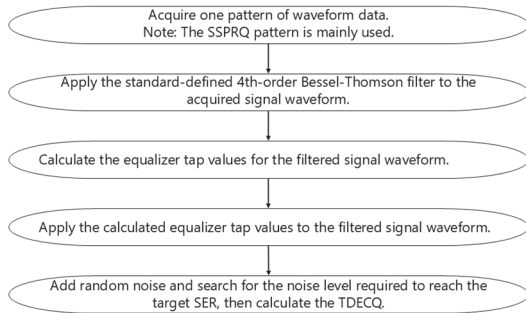 Acquire one pattern of waveform data.
Note: The SSPRQ pattern is mainly used.
Apply the standard-defined 4th-order Bessel-Thomson filter to the
acquired signal waveform.
Calculate the equalizer tap values for the filtered signal waveform.
Apply the calculated equalizer tap values to the filtered signal waveform.
Add random noise and search for the noise level required to reach the
target SER, then calculate the TDECQ.